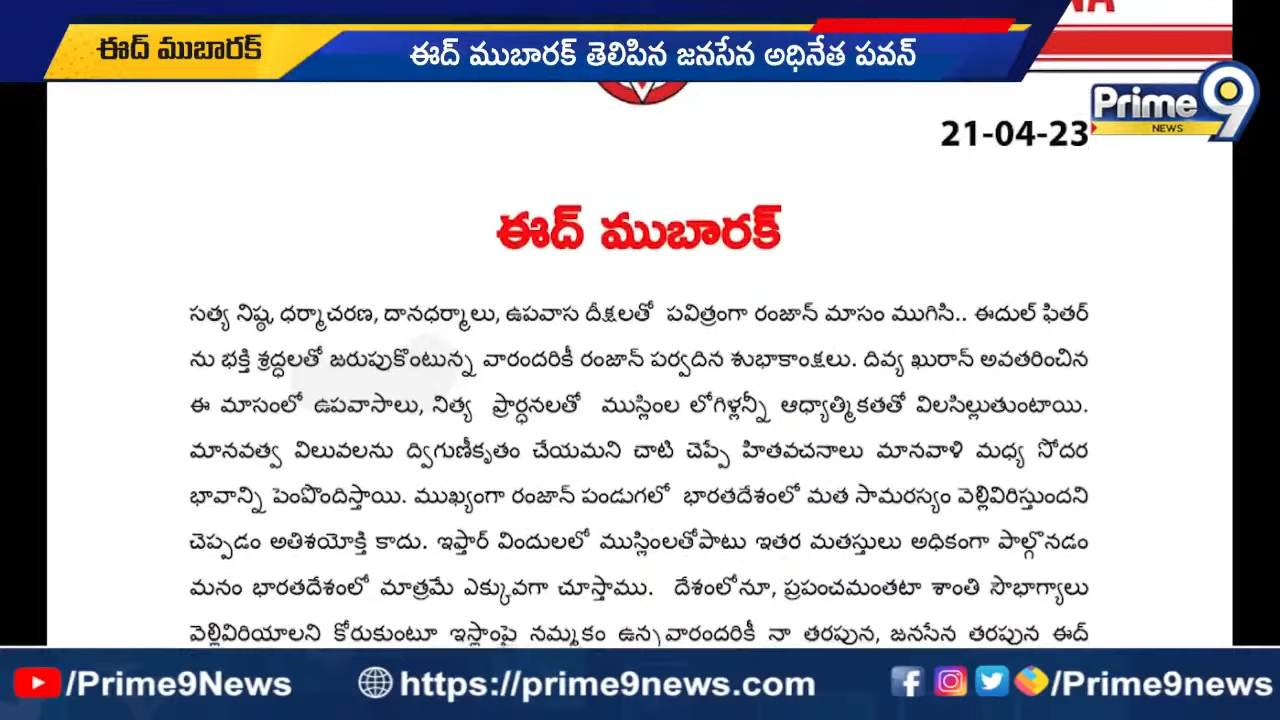 ఈద్ ముబారక్
ఈద్ ముబారక్ తెలిపిన జనసేన అధినేత పవన్
Prime9
NEWS
21-04-23
ఈద్ ముబారక్
సత్య నిష్ఠ, ధర్మాచరణ, దానధర్మాలు, ఉపవాస దీక్షలతో పవిత్రంగా రంజాన్ మాసం ముగిసి.. ఈదుల్ ఫితర్
ను భక్తి శ్రద్ధలతో జరుపుకొంటున్న వారందరికీ రంజాన్ పర్వదిన శుభాకాంక్షలు. దివ్య ఖురాన్ అవతరించిన
ఈ మాసంలో ఉపవాసాలు, నిత్య ప్రార్ధనలతో ముస్లింల లోగిళ్లన్నీ ఆధ్యాత్మికతతో విలసిల్లుతుంటాయి.
మానవత్వ విలువలను ద్విగుణీకృతం చేయమని చాటి చెప్పే హితవచనాలు మానవాళి మధ్య సోదర
భావాన్ని పెంపొందిస్తాయి. ముఖ్యంగా రంజాన్ పండుగలో భారతదేశంలో మత సామరస్యం వెల్లివిరిస్తుందని
చెప్పడం అతిశయోక్తి కాదు. ఇఫ్తార్ విందులలో ముస్లింలతోపాటు ఇతర మతస్తులు అధికంగా పాల్గొనడం
మనం భారతదేశంలో మాత్రమే ఎక్కువగా చూస్తాము. దేశంలోనూ, ప్రపంచమంతటా శాంతి సౌభాగ్యాలు
వెల్లివిరియాలని కోరుకుంటూ ఇస్లాంపై నమ్మకం ఉన్నవారందరికీ నా తరపున, జనసేన తరపున ఈద్
/Prime9News
https://prime9news.com
/Prime9news